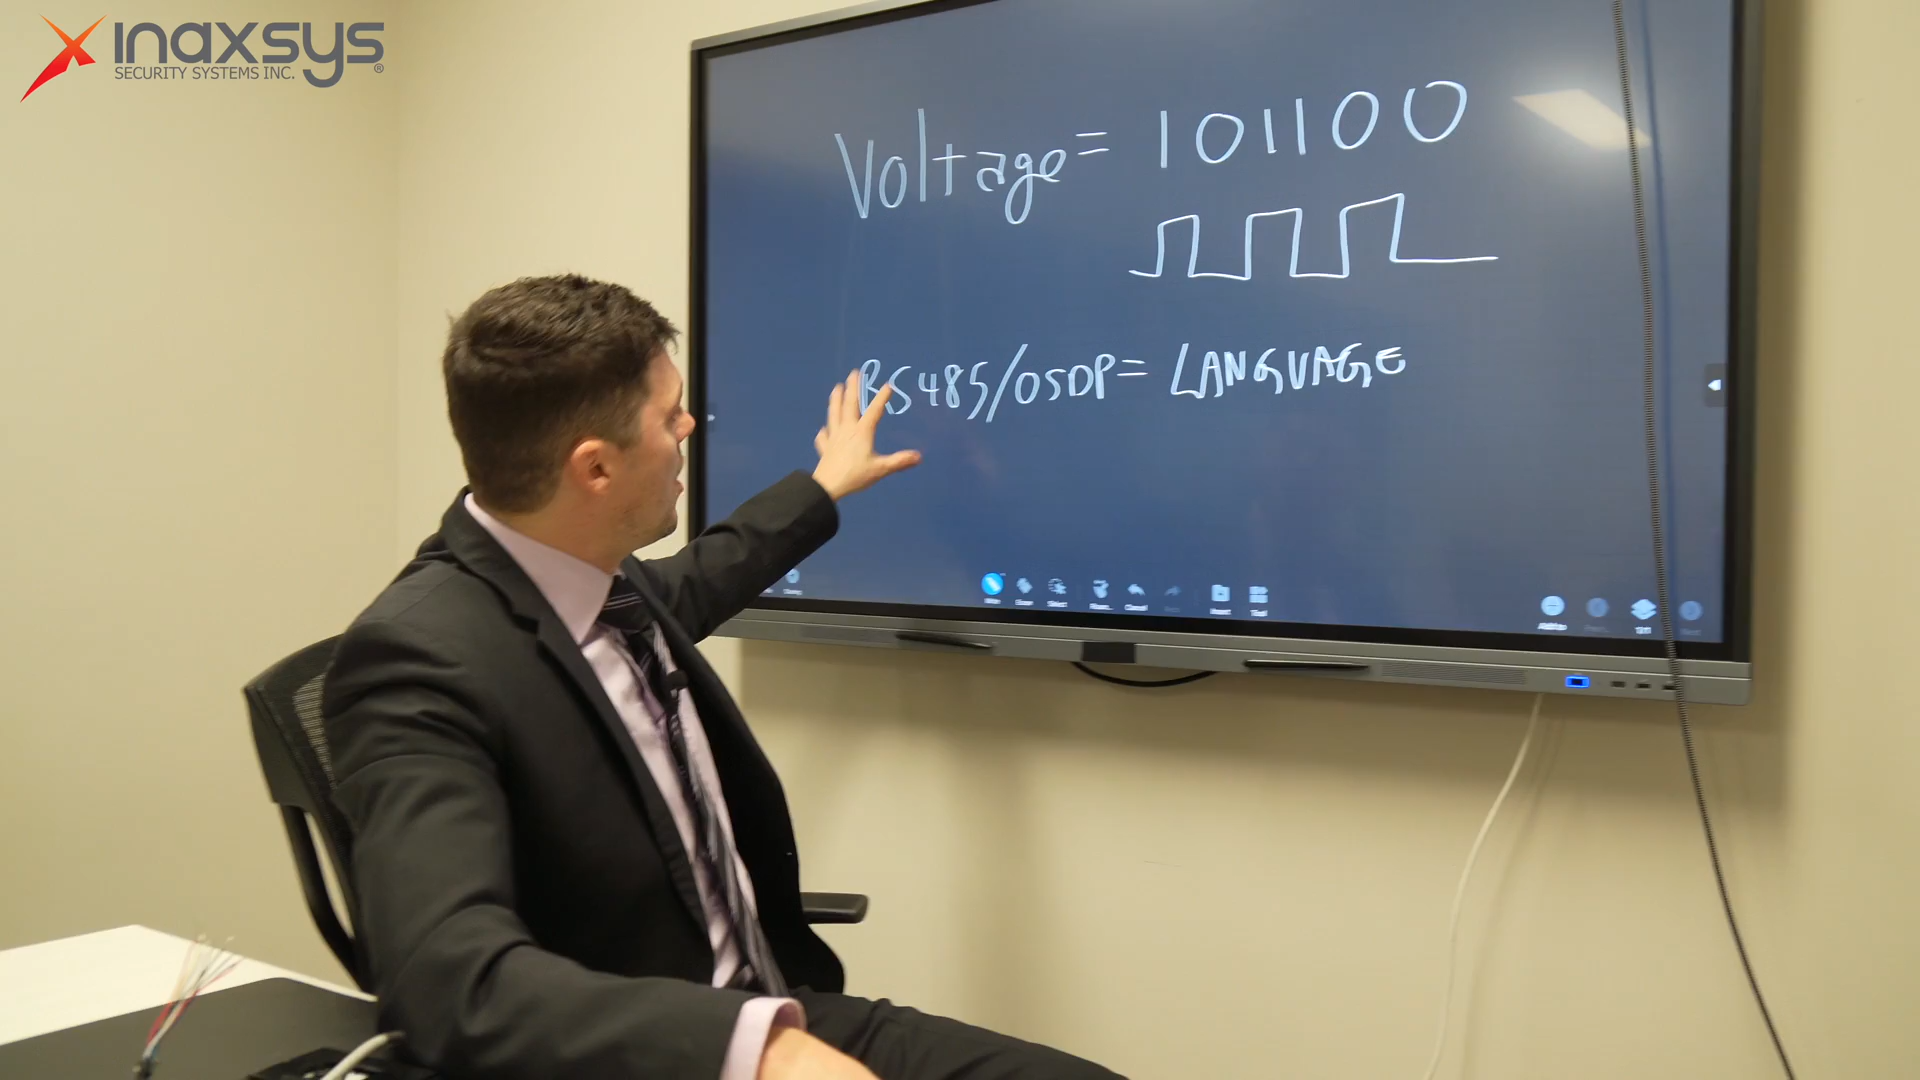 inaxsys
SECURITY SYSTEMS INC.®
Voltage = 101100
RS485/OSDP = LANGUAGE